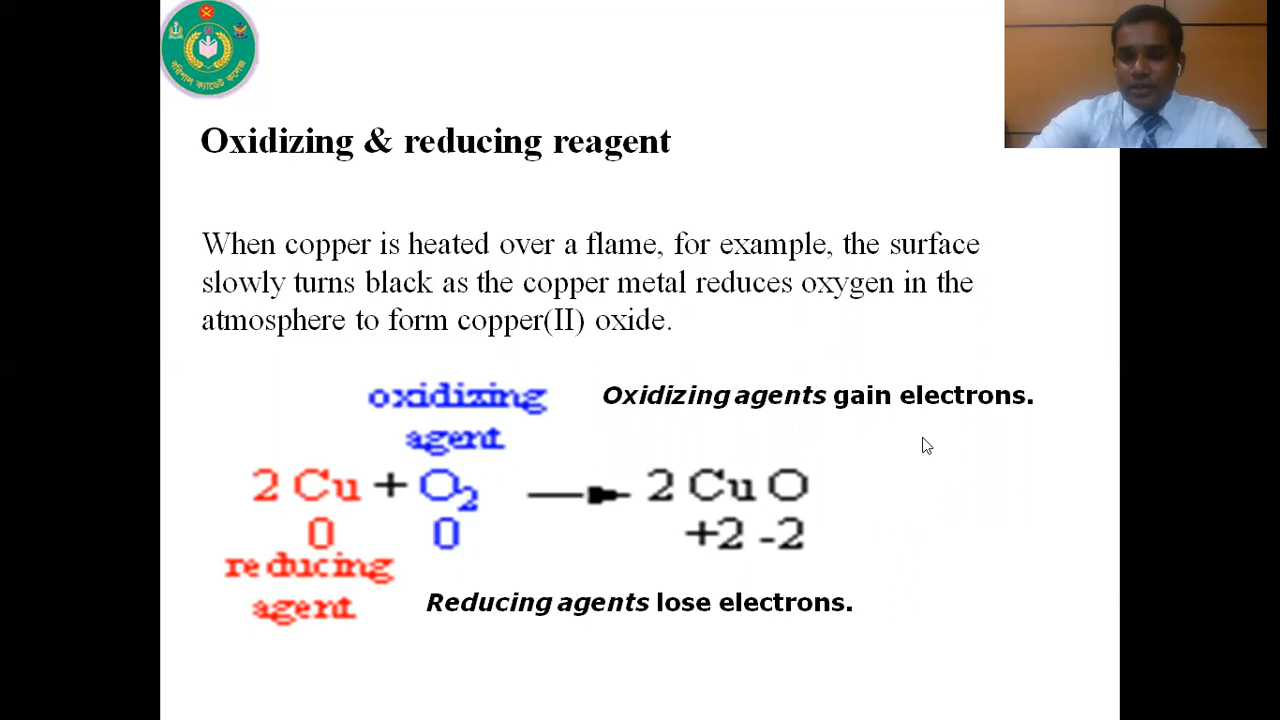 বরিশাল ক্যাডেট কলেজ
Oxidizing & reducing reagent
When copper is heated over a flame, for example, the surface
slowly turns black as the copper metal reduces oxygen in the
atmosphere to form copper(II) oxide.
oxidizing
agent
Oxidizing agents gain electrons.
2 Cu + O₂ → 2 Cu O
0 0 +2 -2
reducing
agent
Reducing agents lose electrons.